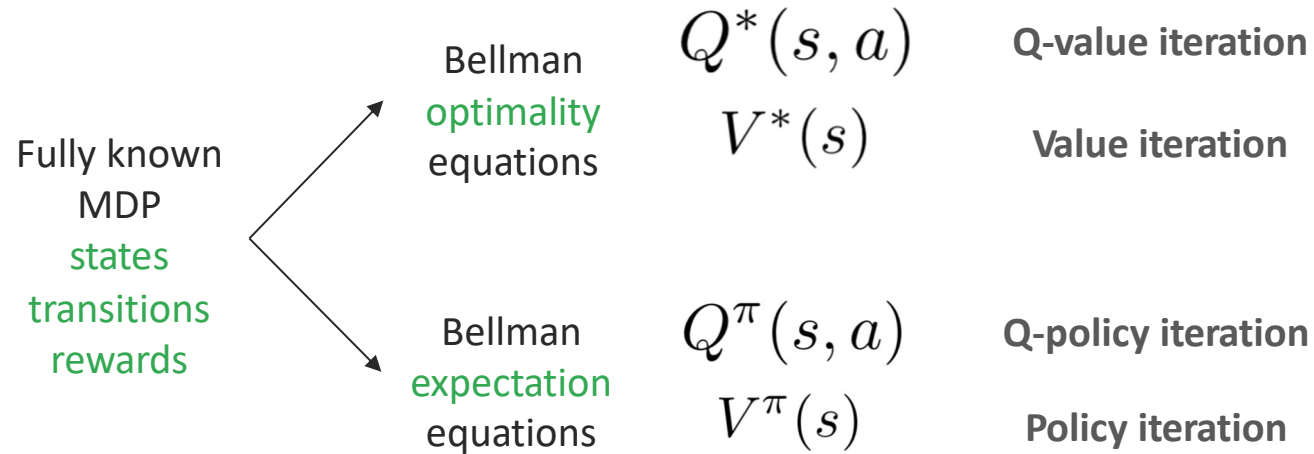 Fully known
MDP
states
transitions
rewards
Bellman
optimality
equations
Q*(s, a)
V*(s)
Q-value iteration
Value iteration
Bellman
expectation
equations
Q^π(s, a)
V^π(s)
Q-policy iteration
Policy iteration